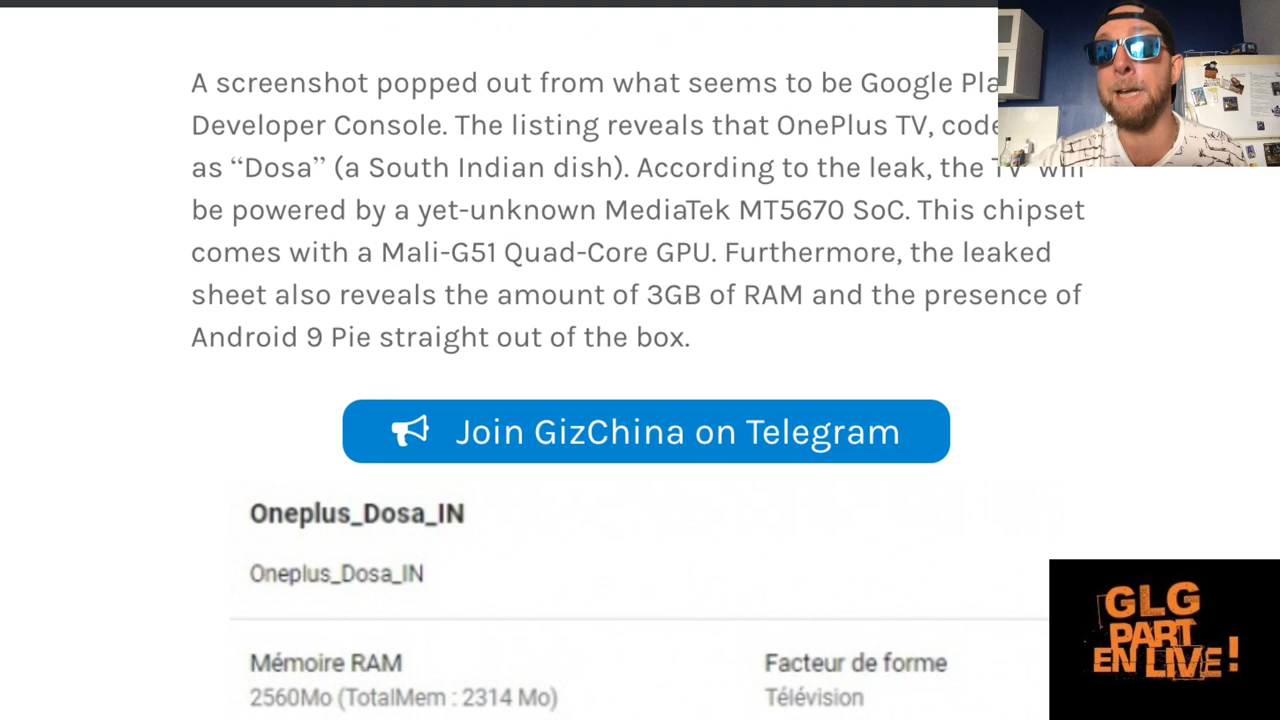 A screenshot popped out from what seems to be Google Pla
Developer Console. The listing reveals that OnePlus TV, code
as “Dosa” (a South Indian dish). According to the leak, the TV will
be powered by a yet-unknown MediaTek MT5670 SoC. This chipset
comes with a Mali-G51 Quad-Core GPU. Furthermore, the leaked
sheet also reveals the amount of 3GB of RAM and the presence of
Android 9 Pie straight out of the box.
Join GizChina on Telegram
Oneplus_Dosa_IN
Oneplus_Dosa_IN
Mémoire RAM
2560Mo (TotalMem : 2314 Mo)
Facteur de forme
Télévision
GLG
PART
EN LIVE !